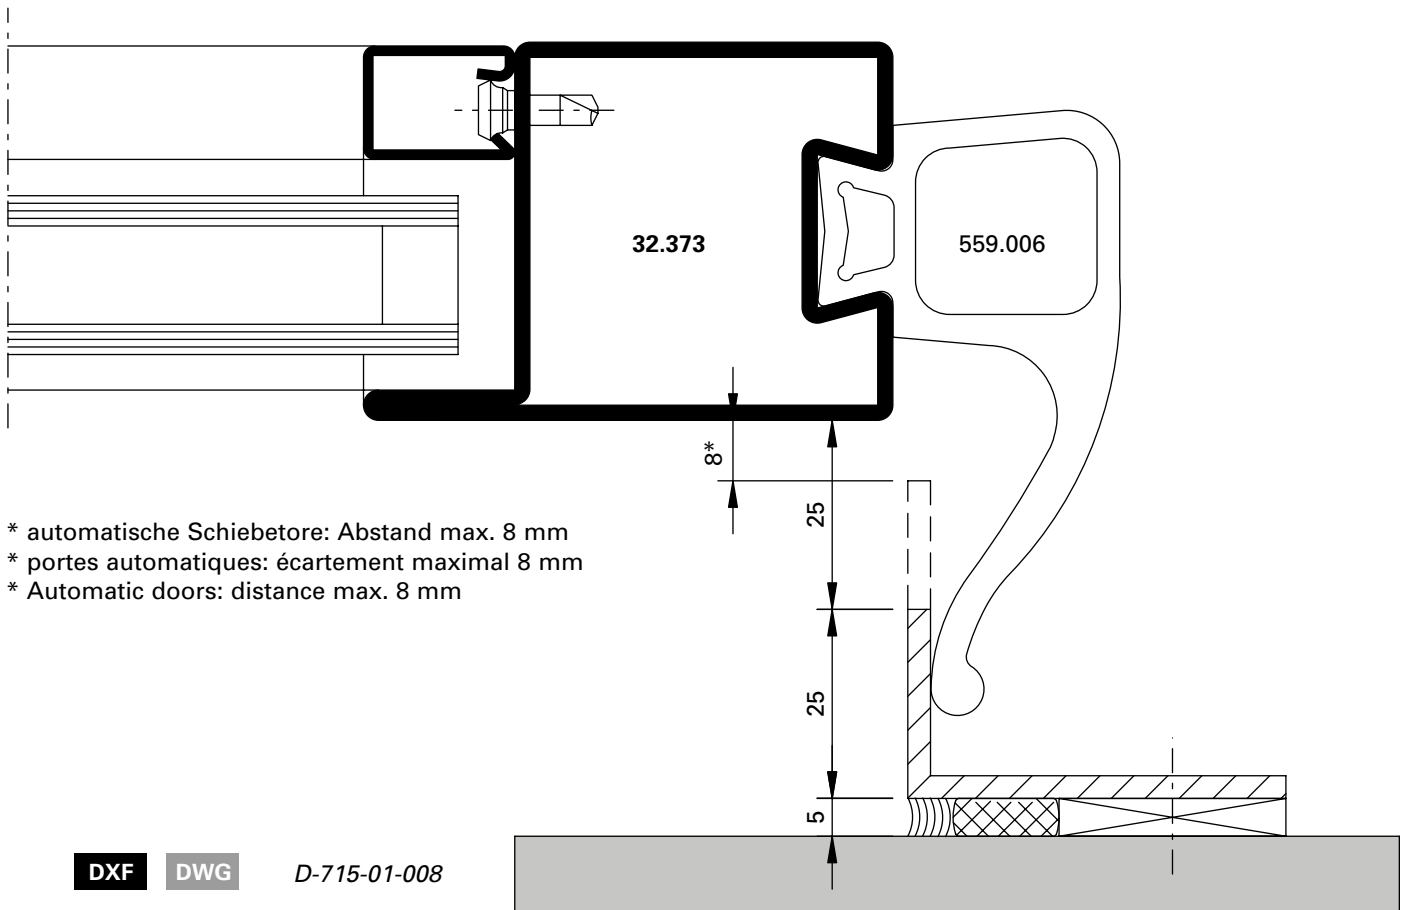 32.373
559.006
8*
25
* automatische Schiebetore: Abstand max. 8 mm
* portes automatiques: écartement maximal 8 mm
* Automatic doors: distance max. 8 mm
25
5
DXF DWG D-715-01-008